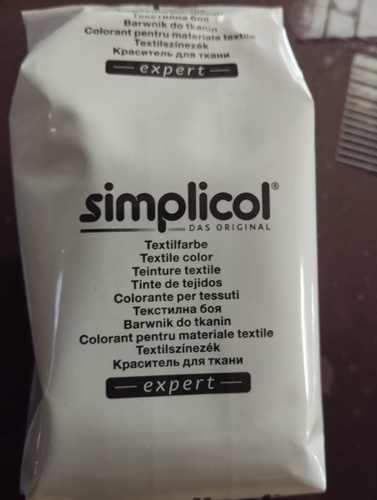 Текстилна боя
Barwnik do tkanin
Colorant pentru materiale textile
Textilszínezék
Краситель для ткани
expert
simplicol®
DAS ORIGINAL
Textilfarbe
Textile color
Teinture textile
Tinte de tejidos
Colorante per tessuti
Текстилна боя
Barwnik do tkanin
Colorant pentru materiale textile
Textilszínezék
Краситель для ткани
expert